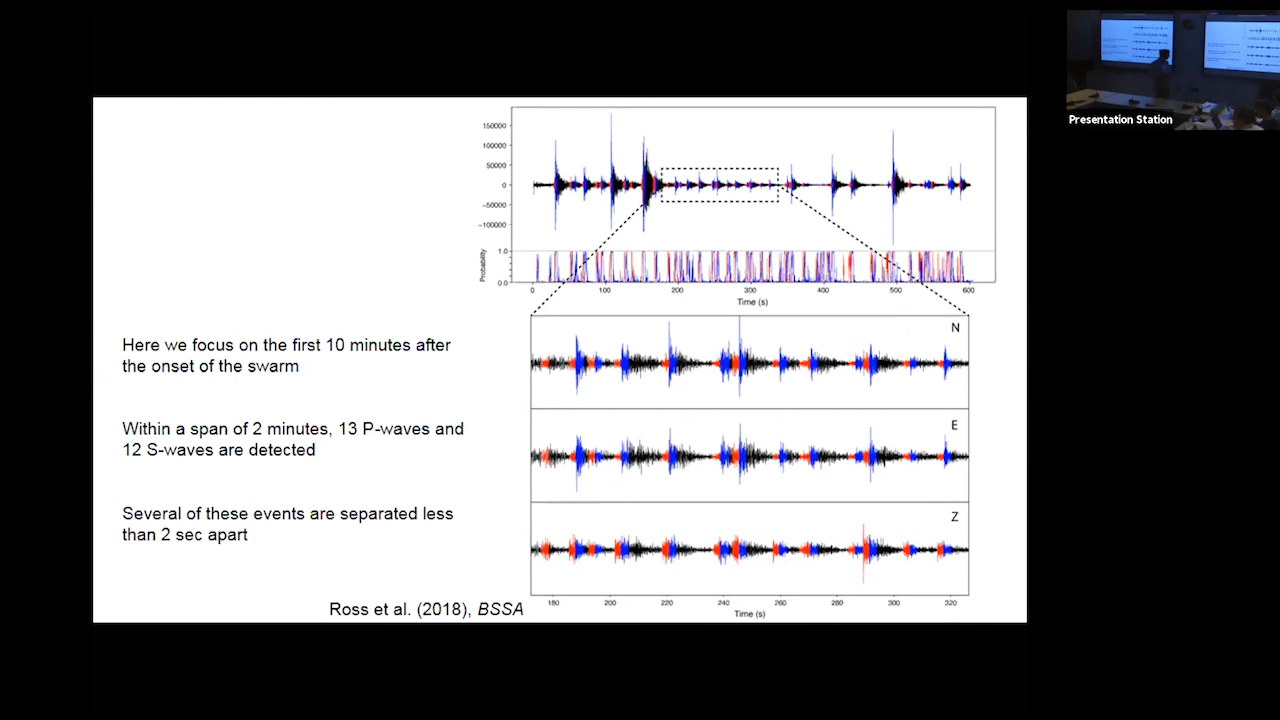 Presentation Station
150000
100000
50000
0
−50000
−100000
Probability
1.0
0.0
0 100 200 300 400 500 600
Time (s)
Here we focus on the first 10 minutes after
the onset of the swarm
Within a span of 2 minutes, 13 P-waves and
12 S-waves are detected
Several of these events are separated less
than 2 sec apart
N
E
Z
180 200 220 240 260 280 300 320
Time (s)
Ross et al. (2018), BSSA